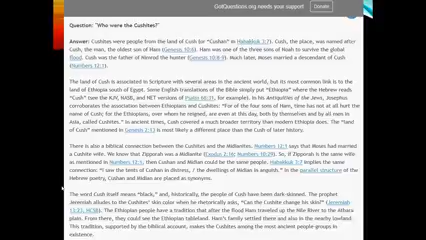 GotQuestions.org needs your support!
Donate
Question: "Who were the Cushites?"
Answer: Cushites were people from the land of Cush (or "Cushan" in Habakkuk 3:7). Cush, the place, was named after
Cush, the man, the oldest son of Ham (Genesis 10:6). Ham was one of the three sons of Noah to survive the global
flood. Cush was the father of Nimrod the hunter (Genesis 10:8-9). Much later, Moses married a descendant of Cush
(Numbers 12:1).
The land of Cush is associated in Scripture with several areas in the ancient world, but its most common link is to the
land of Ethiopia south of Egypt. Some English translations of the Bible simply put "Ethiopia" where the Hebrew reads
"Cush" (see the KJV, NASB, and NET version of Psalm 68:31, for example). In his Antiquities of the Jews, Josephus
corroborates the association between Ethiopians and Cushites: "For of the four sons of Ham, time has not at all hurt the
name of Cush; for the Ethiopians, over whom he reigned, are even at this day, both by themselves and by all men in
Asia, called Cushites." In ancient times, Cush covered a much broader territory than modern Ethiopia does. The "land
of Cush" mentioned in Genesis 2:13 is most likely a different place than the Cush of later history.
There is also a biblical connection between the Cushites and the Midianites. Numbers 12:1 says that Moses had married
a Cushite wife. We know that Zipporah was a Midianite (Exodus 2:16; Numbers 10:29). So, if Zipporah is the same wife
as mentioned in Numbers 12:1, then Cushan and Midian could be the same people. Habakkuk 3:7 implies the same
connection: "I saw the tents of Cushan in distress, / the dwellings of Midian in anguish." In the parallel structure of the
Hebrew poetry, Cushan and Midian are placed as synonyms.
The word Cush itself means "black," and, historically, the people of Cush have been dark-skinned. The prophet
Jeremiah alludes to the Cushites' skin color when he rhetorically asks, "Can the Cushite change his skin?" (Jeremiah
13:23, NCSB). The Ethiopian people have a tradition that after the flood Ham traveled up the Nile River to the Atbara
plain. From there, they could see the Ethiopian tableland. Ham's family settled there and also in the nearby lowland.
This tradition, supported by the biblical account, makes the Cushites among the most ancient people groups in
existence.